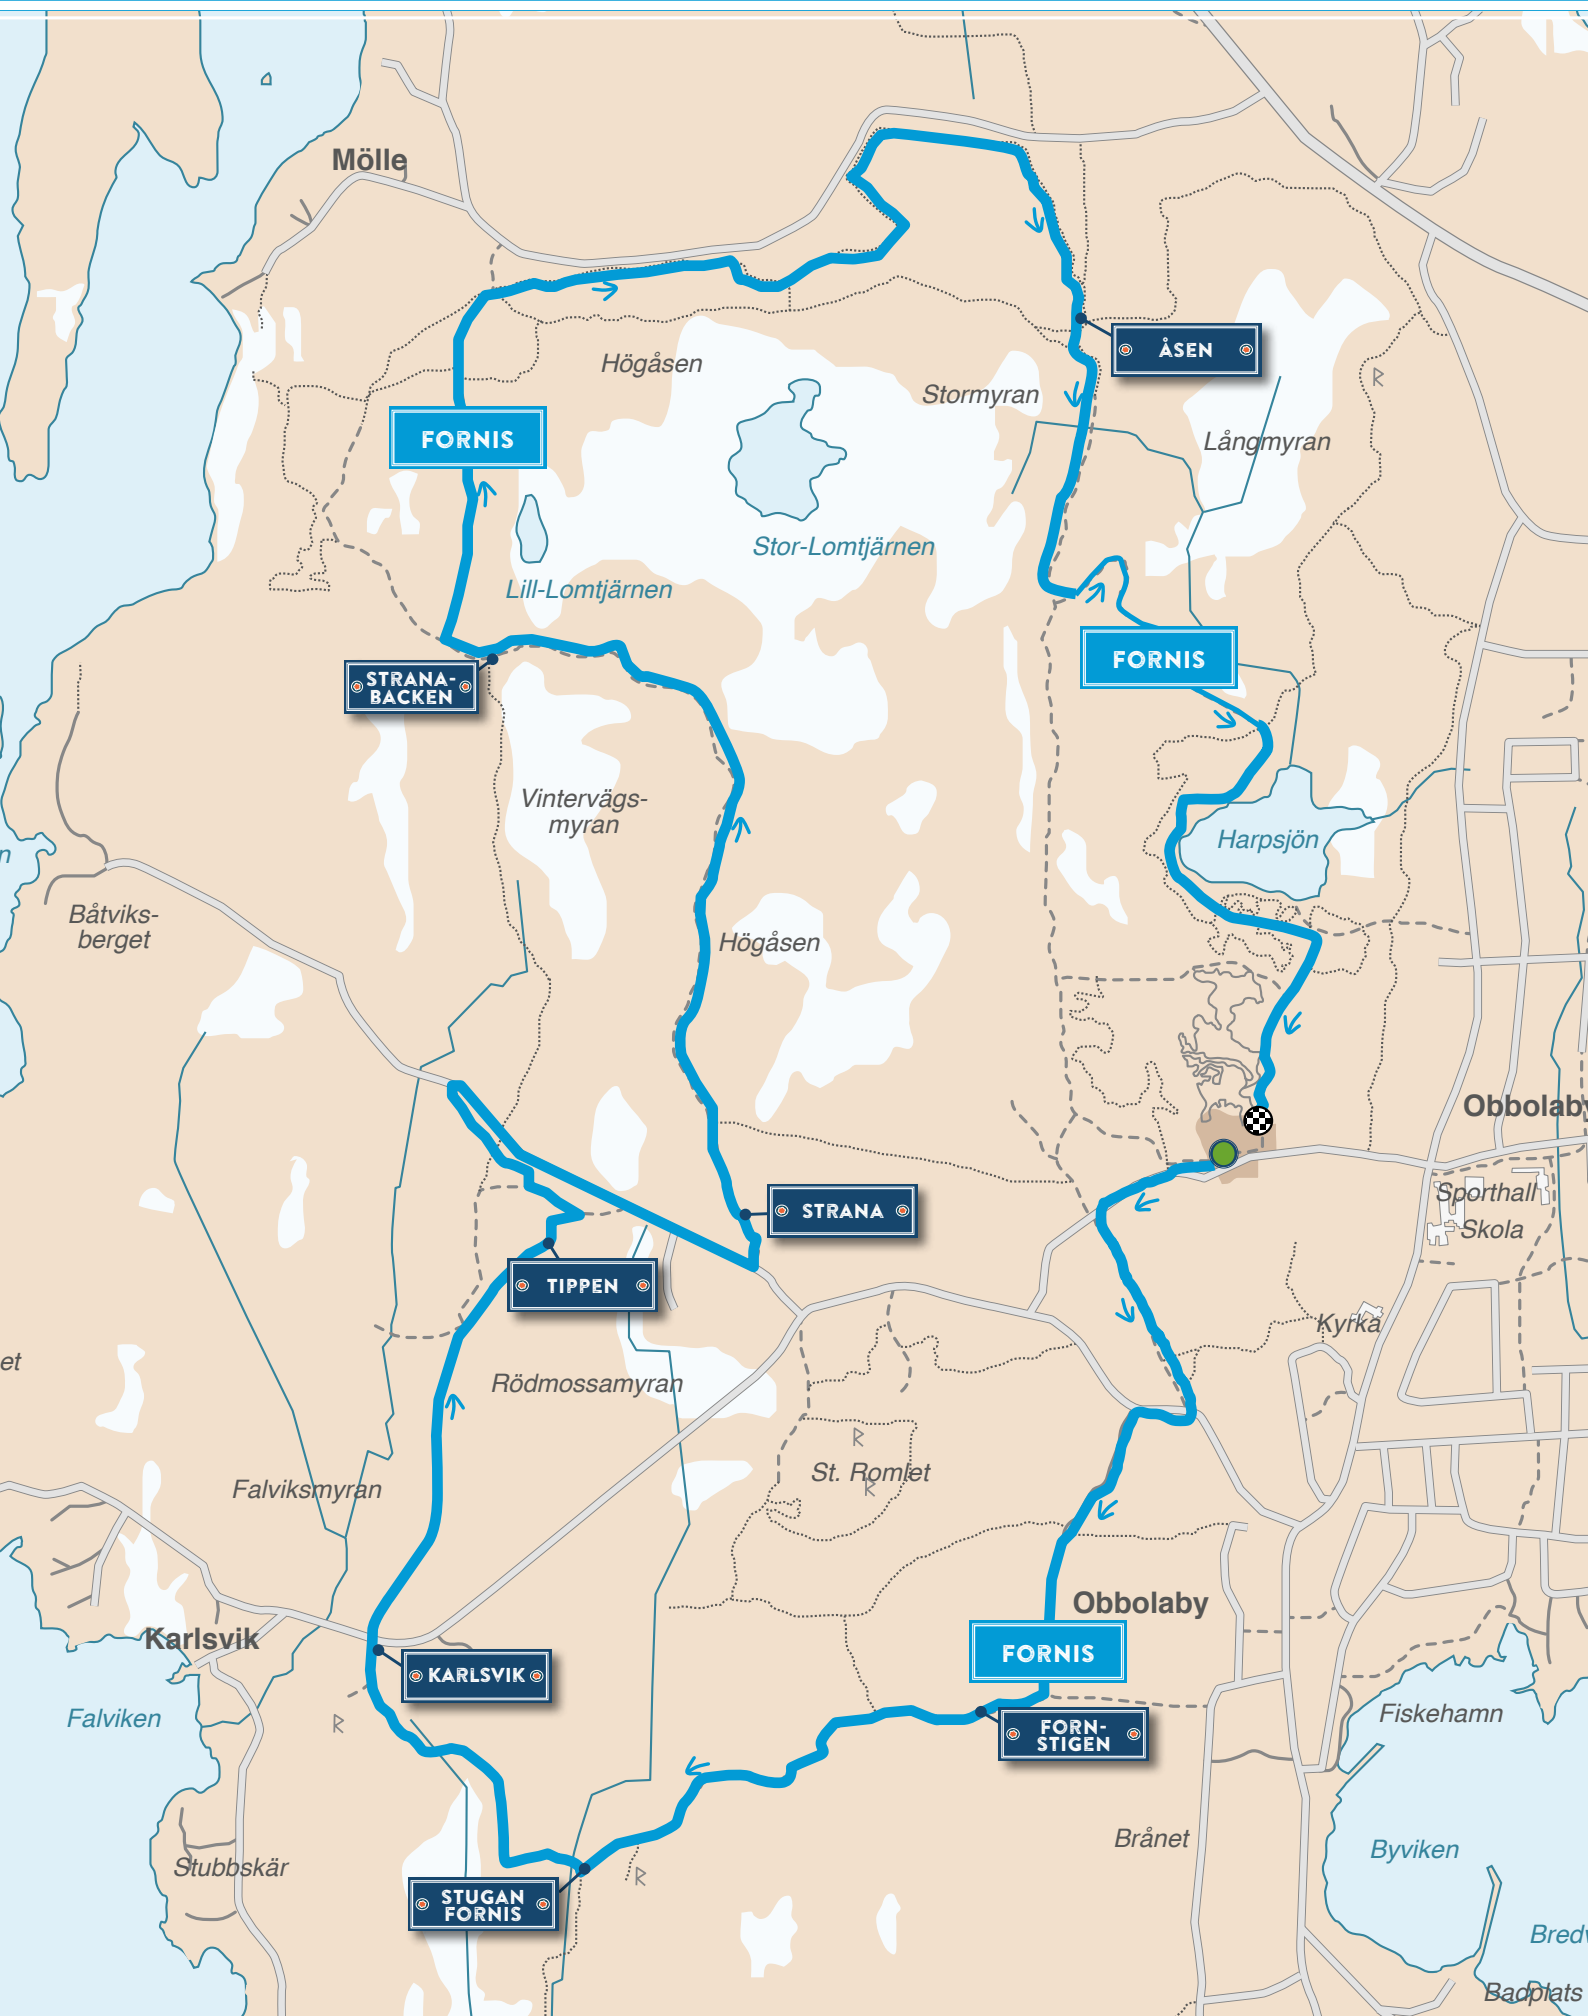 Mölle
ÅSEN
Högåsen
Stormyran
FORNIS
Långmyran
Stor-Lomtjärnen
Lill-Lomtjärnen
FORNIS
STRANA-
BACKEN
Vintervägs-
myran
Harpsjön
n
Båtviks-
berget
Högåsen
Obbolaby
Sporthall
STRANA
Skola
TIPPEN
Kyrka
et
Rödmossamyran
St. Romlet
Falviksmyran
Obbolaby
Karlsvik
FORNIS
KARLSVIK
Falviken
Fiskehamn
FORN-
STIGEN
Brånet
Byviken
Stubbskär
STUGAN
FORNIS
Bredv
Badplats